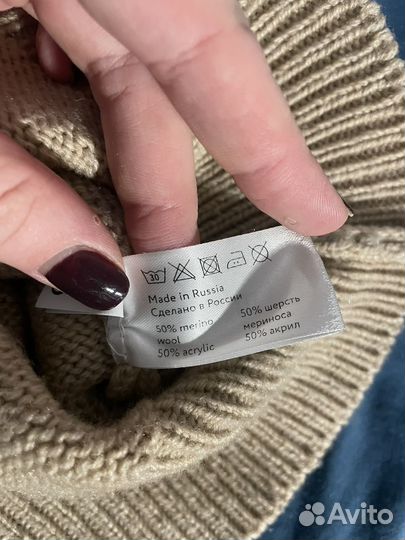 30
Made in Russia
Сделано в России
50% merino
wool
50% acrylic
50% шерсть
мериноса
50% акрил
Avito